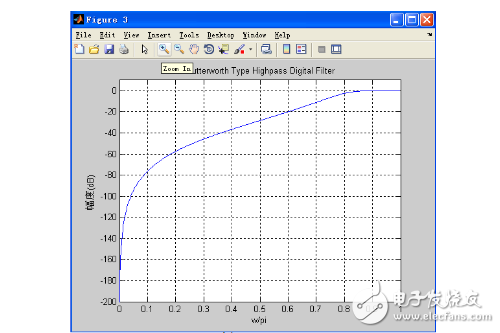 Figure 3
File Edit View Insert Tools Desktop Window Help
Zoom In
utterworth Type Highpass Digital Filter
0
-20
-40
-60
-80
-100
-120
-140
-160
-180
-200
幅度(dB)
0 0.1 0.2 0.3 0.4 0.5 0.6 0.7 0.8
w/pi
电子发烧友
www.elecfans.com